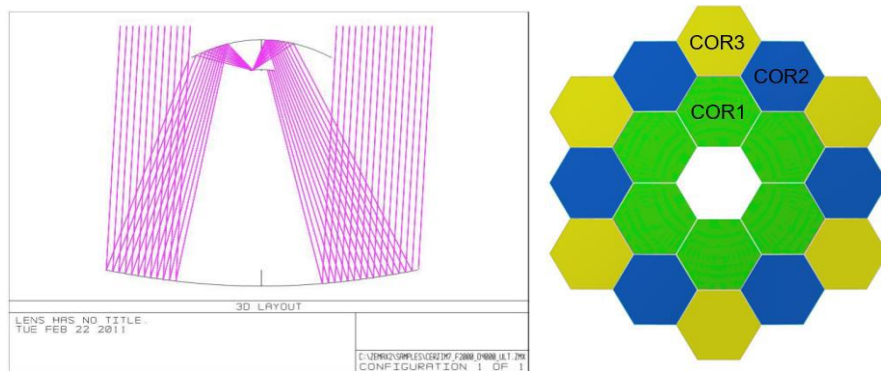 3D LAYOUT
LENS HAS NO TITLE.
TUE FEB 22 2011
C:\ZEMAX2\SAMPLES\CER2IM7_F2000_D4000_ULT.ZMX
CONFIGURATION 1 OF 1
COR3
COR2
COR1